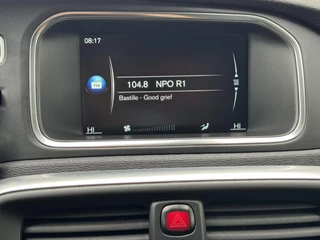 08:17
104.8 NPO R1
Bastille - Good grief
HI HI